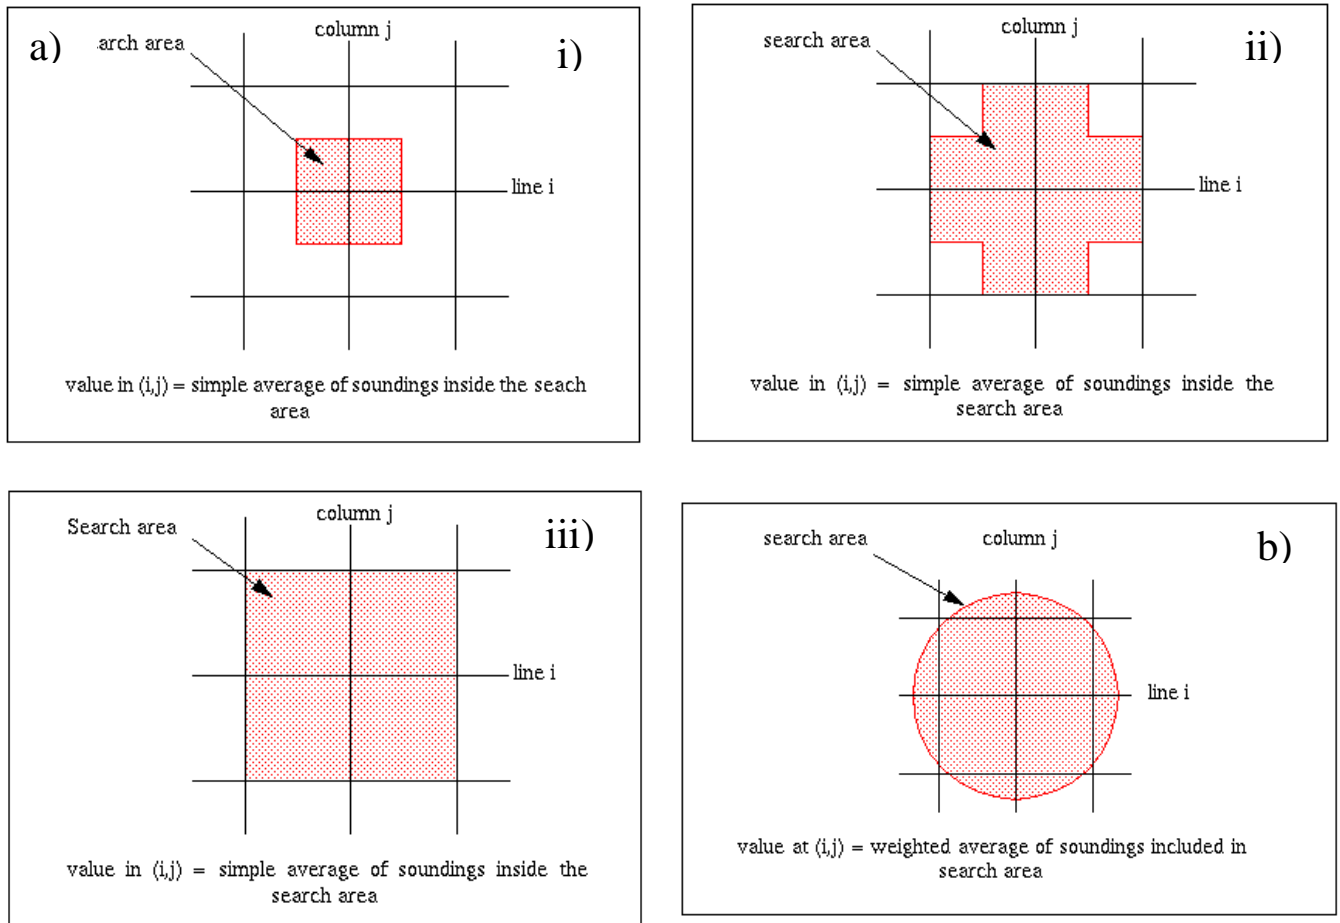 a)
arch area
column j
i)
line i
value in (i,j) = simple average of soundings inside the seach
area
search area
column j
ii)
line i
value in (i,j) = simple average of soundings inside the
search area
Search area
column j
iii)
line i
value in (i,j) = simple average of soundings inside the
search area
search area
column j
b)
line i
value at (i,j) = weighted average of soundings included in
search area